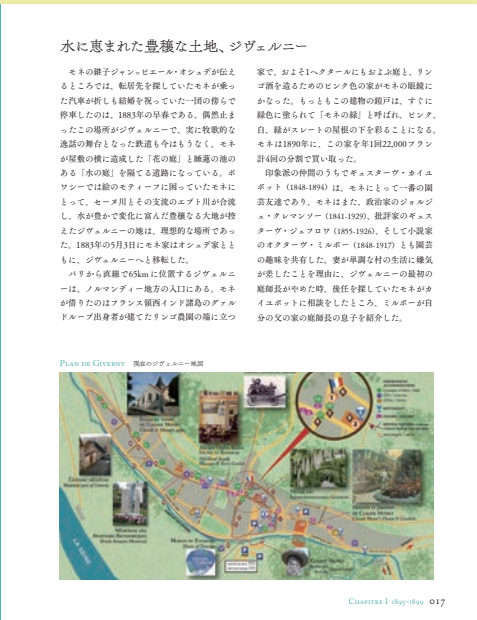 水に恵まれた豊穣な土地、ジヴェルニー
モネの継子ジャン＝ピエール・オシュデが伝え
るところでは、転居先を探していたモネが乗っ
た汽車が折しも結婚を祝っていた一団の傍らで
停車したのは、1883年の早春である。偶然止ま
ったこの場所がジヴェルニーで、実に牧歌的な
逸話の舞台となった鉄道も今はもうなく、モネ
が屋敷の横に造成した「花の庭」と睡蓮の池の
ある「水の庭」を隔てる道路になっている。ポ
ワシーでは絵のモティーフに困っていたモネに
とって、セーヌ川とその支流のエプト川が合流
し、水が豊かで変化に富んだ豊穣なる大地が控
えたジヴェルニーの地は、理想的な場所であっ
た。1883年の5月3日にモネ家はオシュデ家とと
もに、ジヴェルニーへと移転した。
パリから直線で65kmに位置するジヴェルニ
ーは、ノルマンディー地方の入口にある。モネ
が借りたのはフランス領西インド諸島のグァル
ドループ出身者が建てたリンゴ農園の端に立つ
家で、およそ1ヘクタールにもおよぶ庭と、リン
ゴ酒を造るためのピンク色の家がモネの眼鏡に
かなった。もっともこの建物の鎧戸は、すぐに
緑色に塗られて「モネの緑」と呼ばれ、ピンク、
白、緑がスレートの屋根の下を彩ることになる。
モネは1890年に、この家を年1回22,000フラン
計4回の分割で買い取った。
印象派の仲間のうちでギュスターヴ・カイユ
ボット (1848-1894) は、モネにとって一番の園
芸友達であり、モネはまた、政治家のジョルジ
ュ・クレマンソー (1841-1929)、批評家のギュス
ターヴ・ジェフロワ (1855-1926)、そして小説家
のオクターヴ・ミルボー (1848-1917) とも園芸
の趣味を共有した。妻が単調な村の生活に嫌気
が差したことを理由に、ジヴェルニーの最初の
庭師長がやめた時、後任を探していたモネがカ
イユボットに相談をしたところ、ミルボーが自
分の父の家の庭師長の息子を紹介した。
PLAN DE GIVERNY 現在のジヴェルニー地図
LA SEINE
CHAPITRE I 1895-1899 017